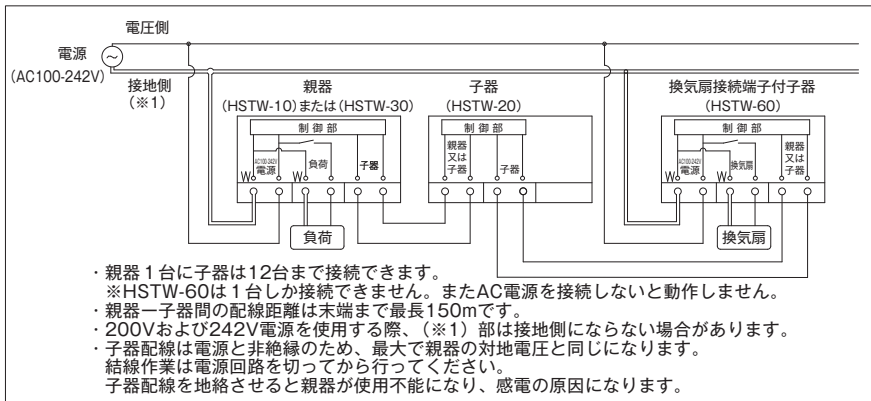 電圧側
電源
(AC100-242V)
接地側
(※1)
親器
(HSTW-10)または(HSTW-30)
子器
(HSTW-20)
換気扇接続端子付子器
(HSTW-60)
制御部
制御部
制御部
AC100-242V
電源
W
負荷
W
子器
親器
又は
子器
子器
AC100-242V
電源
W
換気扇
W
親器
又は
子器
負荷
換気扇
・親器1台に子器は12台まで接続できます。
※HSTW-60は1台しか接続できません。またAC電源を接続しないと動作しません。
・親器ー子器間の配線距離は末端まで最長150mです。
・200Vおよび242V電源を使用する際、(※1)部は接地側にならない場合があります。
・子器配線は電源と非絶縁のため、最大で親器の対地電圧と同じになります。
結線作業は電源回路を切ってから行ってください。
子器配線を地絡させると親器が使用不能になり、感電の原因になります。